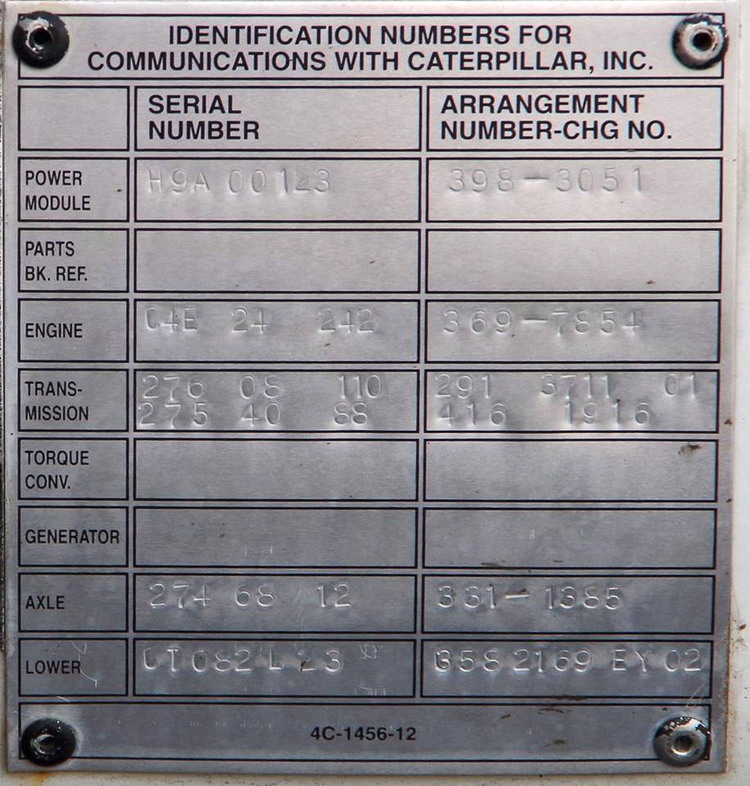 IDENTIFICATION NUMBERS FOR
COMMUNICATIONS WITH CATERPILLAR, INC.
SERIAL
NUMBER
ARRANGEMENT
NUMBER-CHG NO.
POWER
MODULE
H9A 00123
398-3051
PARTS
BK. REF.
ENGINE
C4E 24 242
369-7854
TRANS-
MISSION
276 08 110
275 40 88
291 3711 01
416 1916
TORQUE
CONV.
GENERATOR
AXLE
274 68 12
331-1385
LOWER
L 23
2169 EY 02
4C-1456-12